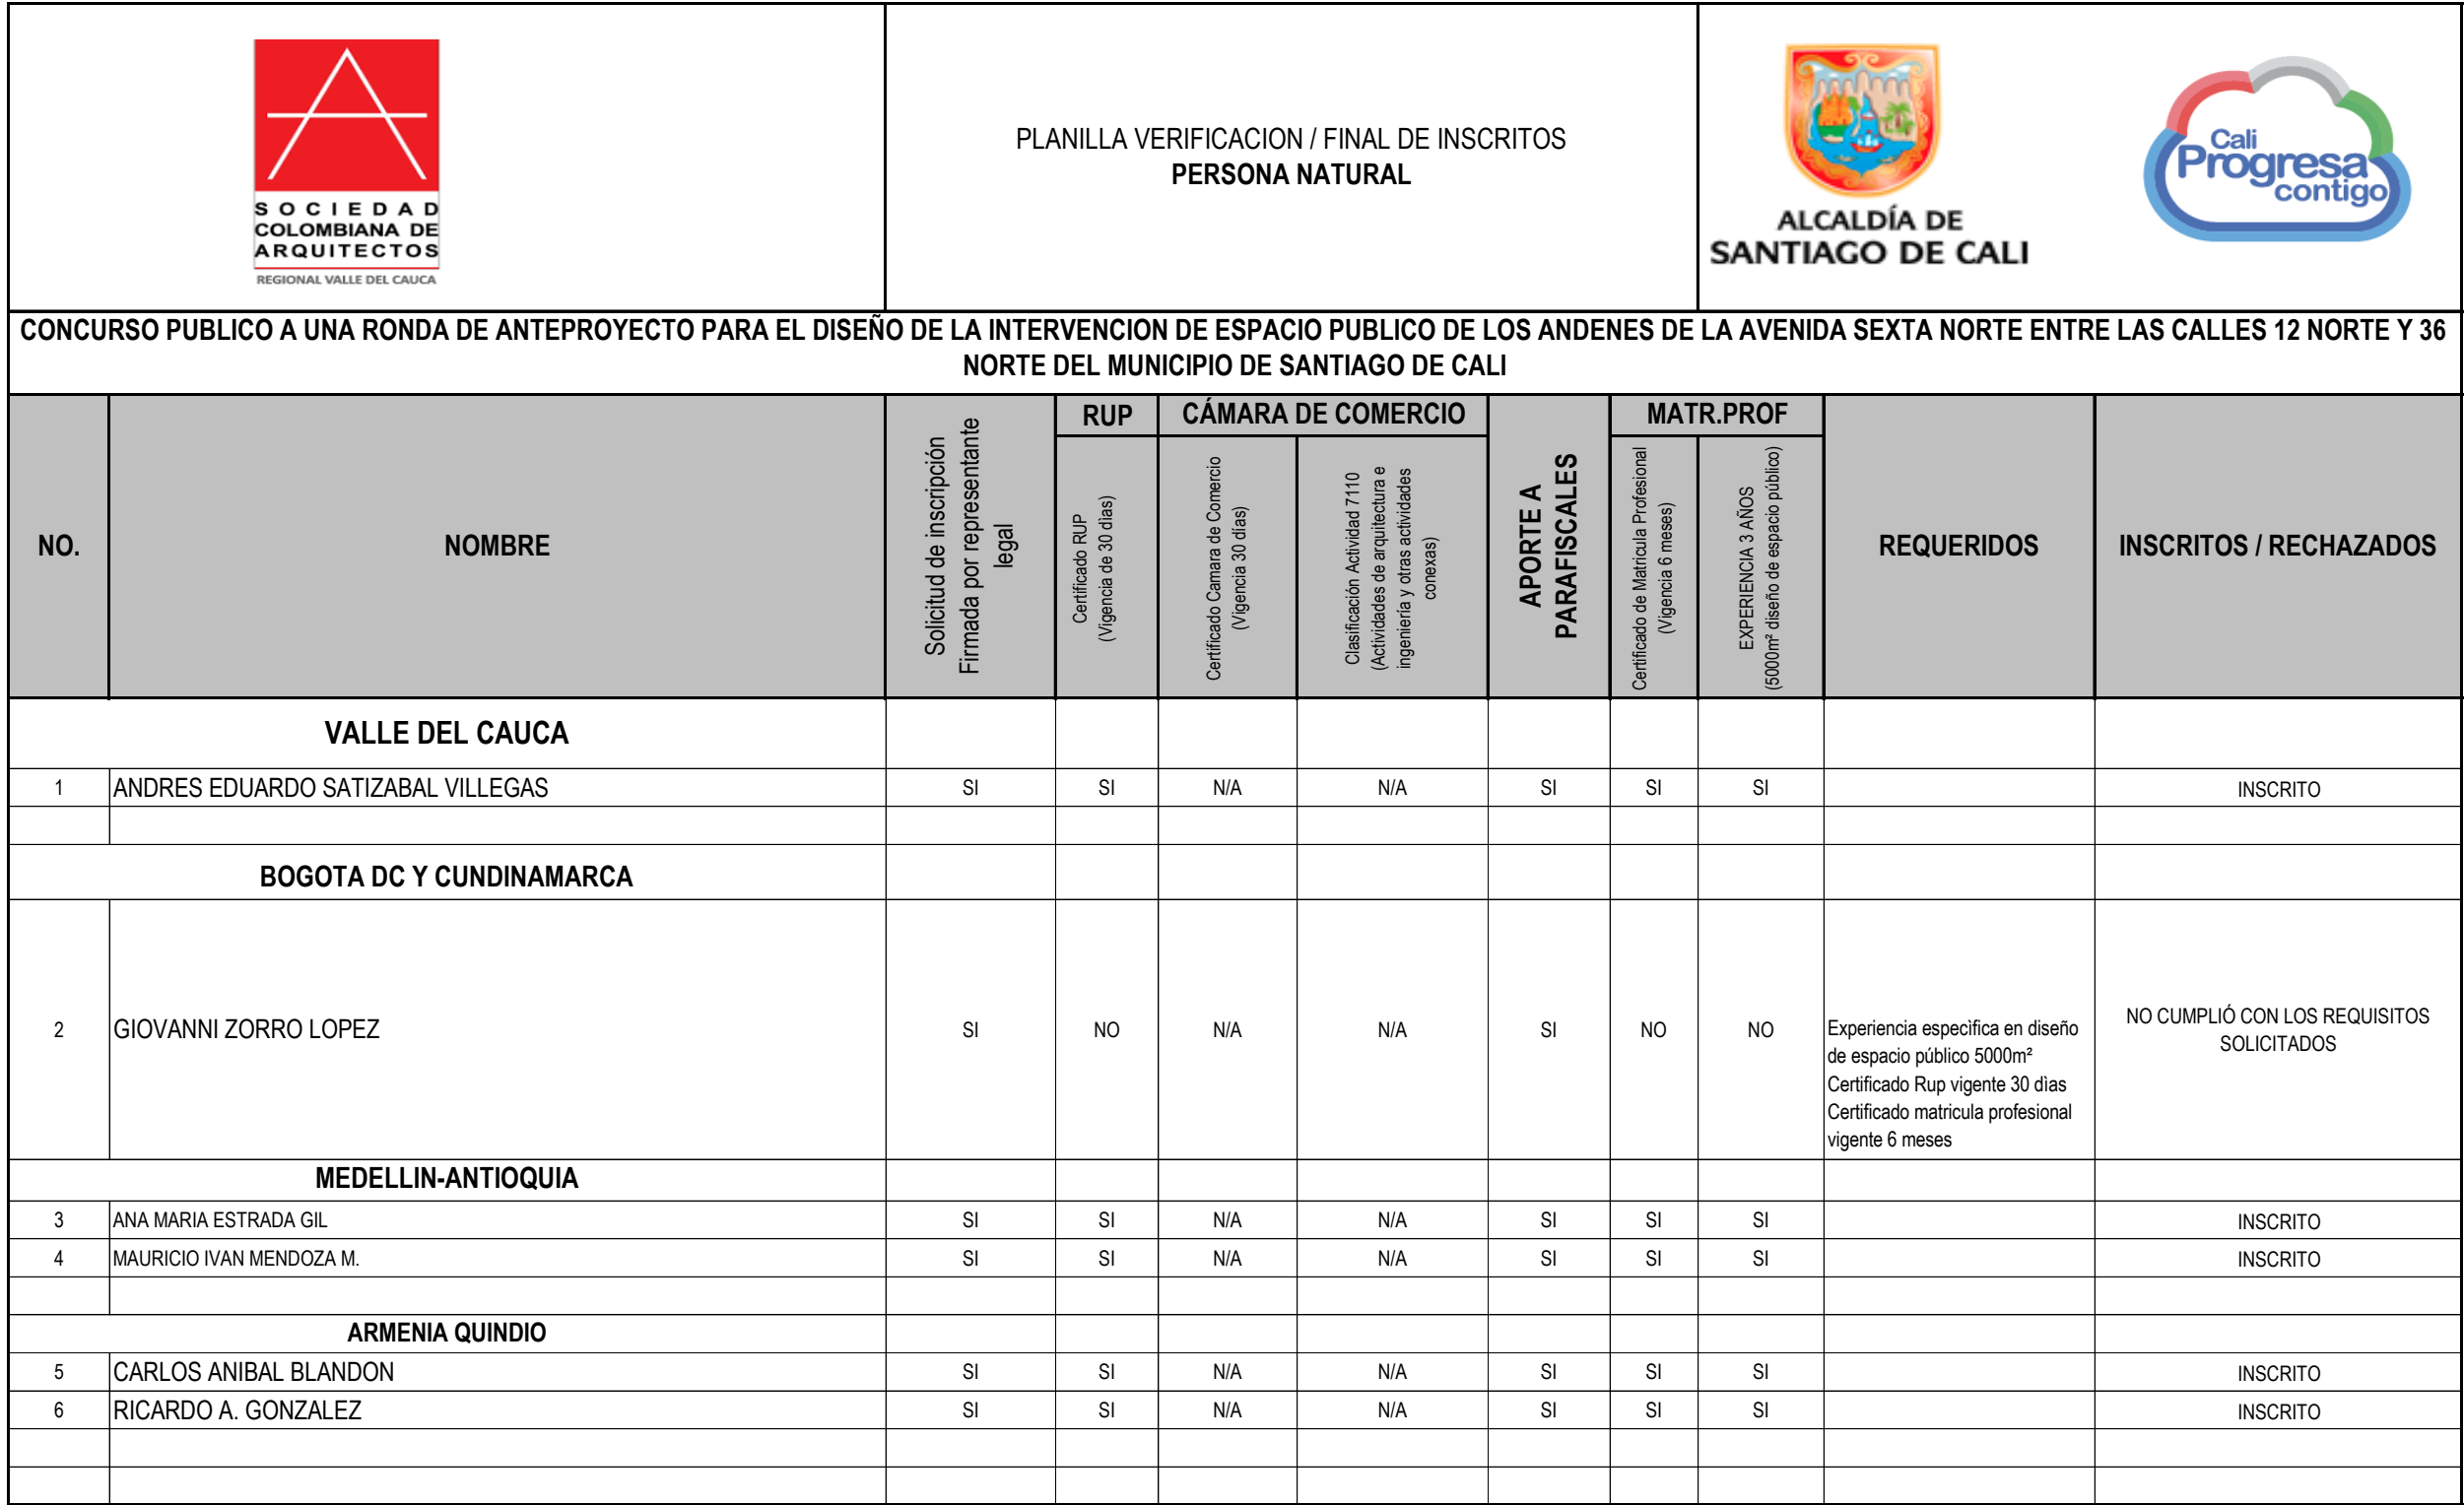 SOCIEDAD
COLOMBIANA DE
ARQUITECTOS
REGIONAL VALLE DEL CAUCA
PLANILLA VERIFICACION / FINAL DE INSCRITOS
PERSONA NATURAL
ALCALDÍA DE
SANTIAGO DE CALI
Cali
Progresa
contigo
CONCURSO PUBLICO A UNA RONDA DE ANTEPROYECTO PARA EL DISEÑO DE LA INTERVENCION DE ESPACIO PUBLICO DE LOS ANDENES DE LA AVENIDA SEXTA NORTE ENTRE LAS CALLES 12 NORTE Y 36
NORTE DEL MUNICIPIO DE SANTIAGO DE CALI
NO.
NOMBRE
Solicitud de inscripción
Firmada por representante
legal
RUP
Certificado RUP
(Vigencia de 30 días)
CÁMARA DE COMERCIO
Certificado Camara de Comercio
(Vigencia 30 días)
Clasificación Actividad 7110
(Actividades de arquitectura e
ingeniería y otras actividades
conexas)
APORTE A
PARAFISCALES
MATR.PROF
Certificado de Matricula Profesional
(Vigencia 6 meses)
EXPERIENCIA 3 AÑOS
(5000m² diseño de espacio público)
REQUERIDOS
INSCRITOS / RECHAZADOS
VALLE DEL CAUCA
1 ANDRES EDUARDO SATIZABAL VILLEGAS SI SI N/A N/A SI SI SI INSCRITO
BOGOTA DC Y CUNDINAMARCA
2 GIOVANNI ZORRO LOPEZ SI NO N/A N/A SI NO NO
Experiencia especìfica en diseño
de espacio público 5000m²
Certificado Rup vigente 30 dìas
Certificado matricula profesional
vigente 6 meses
NO CUMPLIÓ CON LOS REQUISITOS
SOLICITADOS
MEDELLIN-ANTIOQUIA
3 ANA MARIA ESTRADA GIL SI SI N/A N/A SI SI SI INSCRITO
4 MAURICIO IVAN MENDOZA M. SI SI N/A N/A SI SI SI INSCRITO
ARMENIA QUINDIO
5 CARLOS ANIBAL BLANDON SI SI N/A N/A SI SI SI INSCRITO
6 RICARDO A. GONZALEZ SI SI N/A N/A SI SI SI INSCRITO